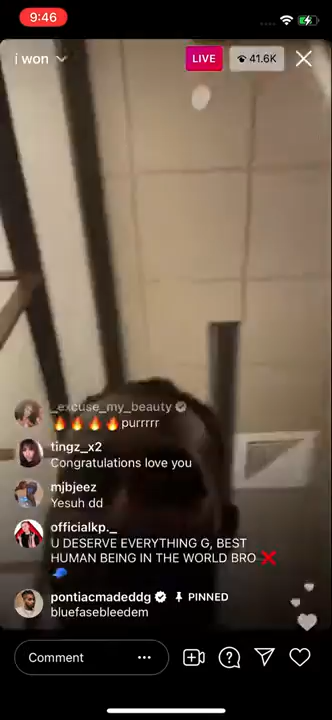 9:46
i won
LIVE
41.6K
_excuse_my_beauty
🔥🔥🔥🔥purrrrr
tingz_x2
Congratulations love you
mjbjeez
Yesuh dd
officialkp._
U DESERVE EVERYTHING G, BEST
HUMAN BEING IN THE WORLD BRO ❌
🧢
pontiacmadeddg PINNED
bluefasebleedem
Comment